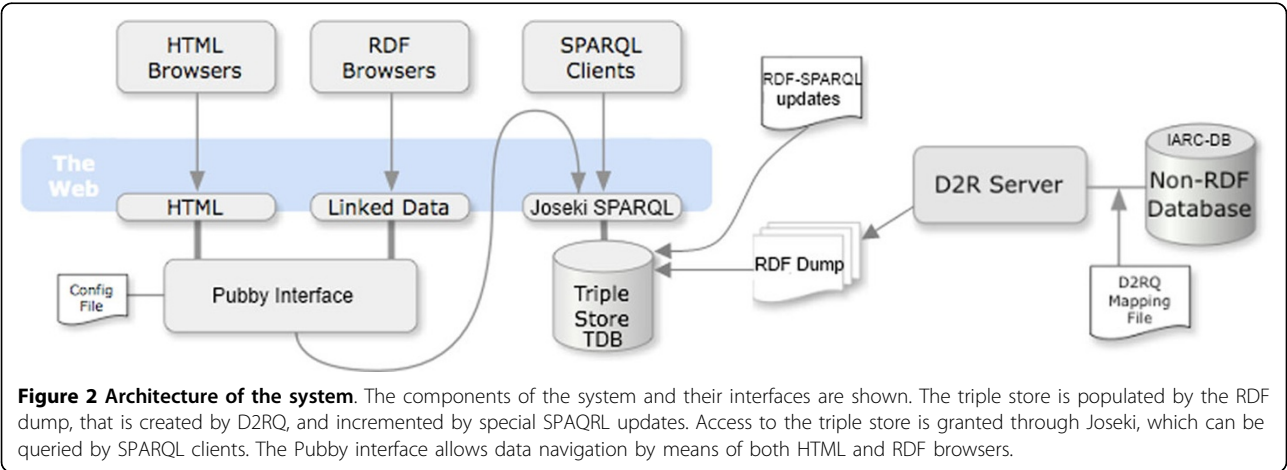 HTML
Browsers
RDF
Browsers
SPARQL
Clients
RDF-SPARQL
updates
The
Web
HTML
Linked Data
Joseki SPARQL
D2R Server
IARC-DB
Non-RDF
Database
Config
File
Pubby Interface
Triple
Store
TDB
RDF Dump
D2RQ
Mapping
File
Figure 2 Architecture of the system. The components of the system and their interfaces are shown. The triple store is populated by the RDF
dump, that is created by D2RQ, and incremented by special SPAQRL updates. Access to the triple store is granted through Joseki, which can be
queried by SPARQL clients. The Pubby interface allows data navigation by means of both HTML and RDF browsers.